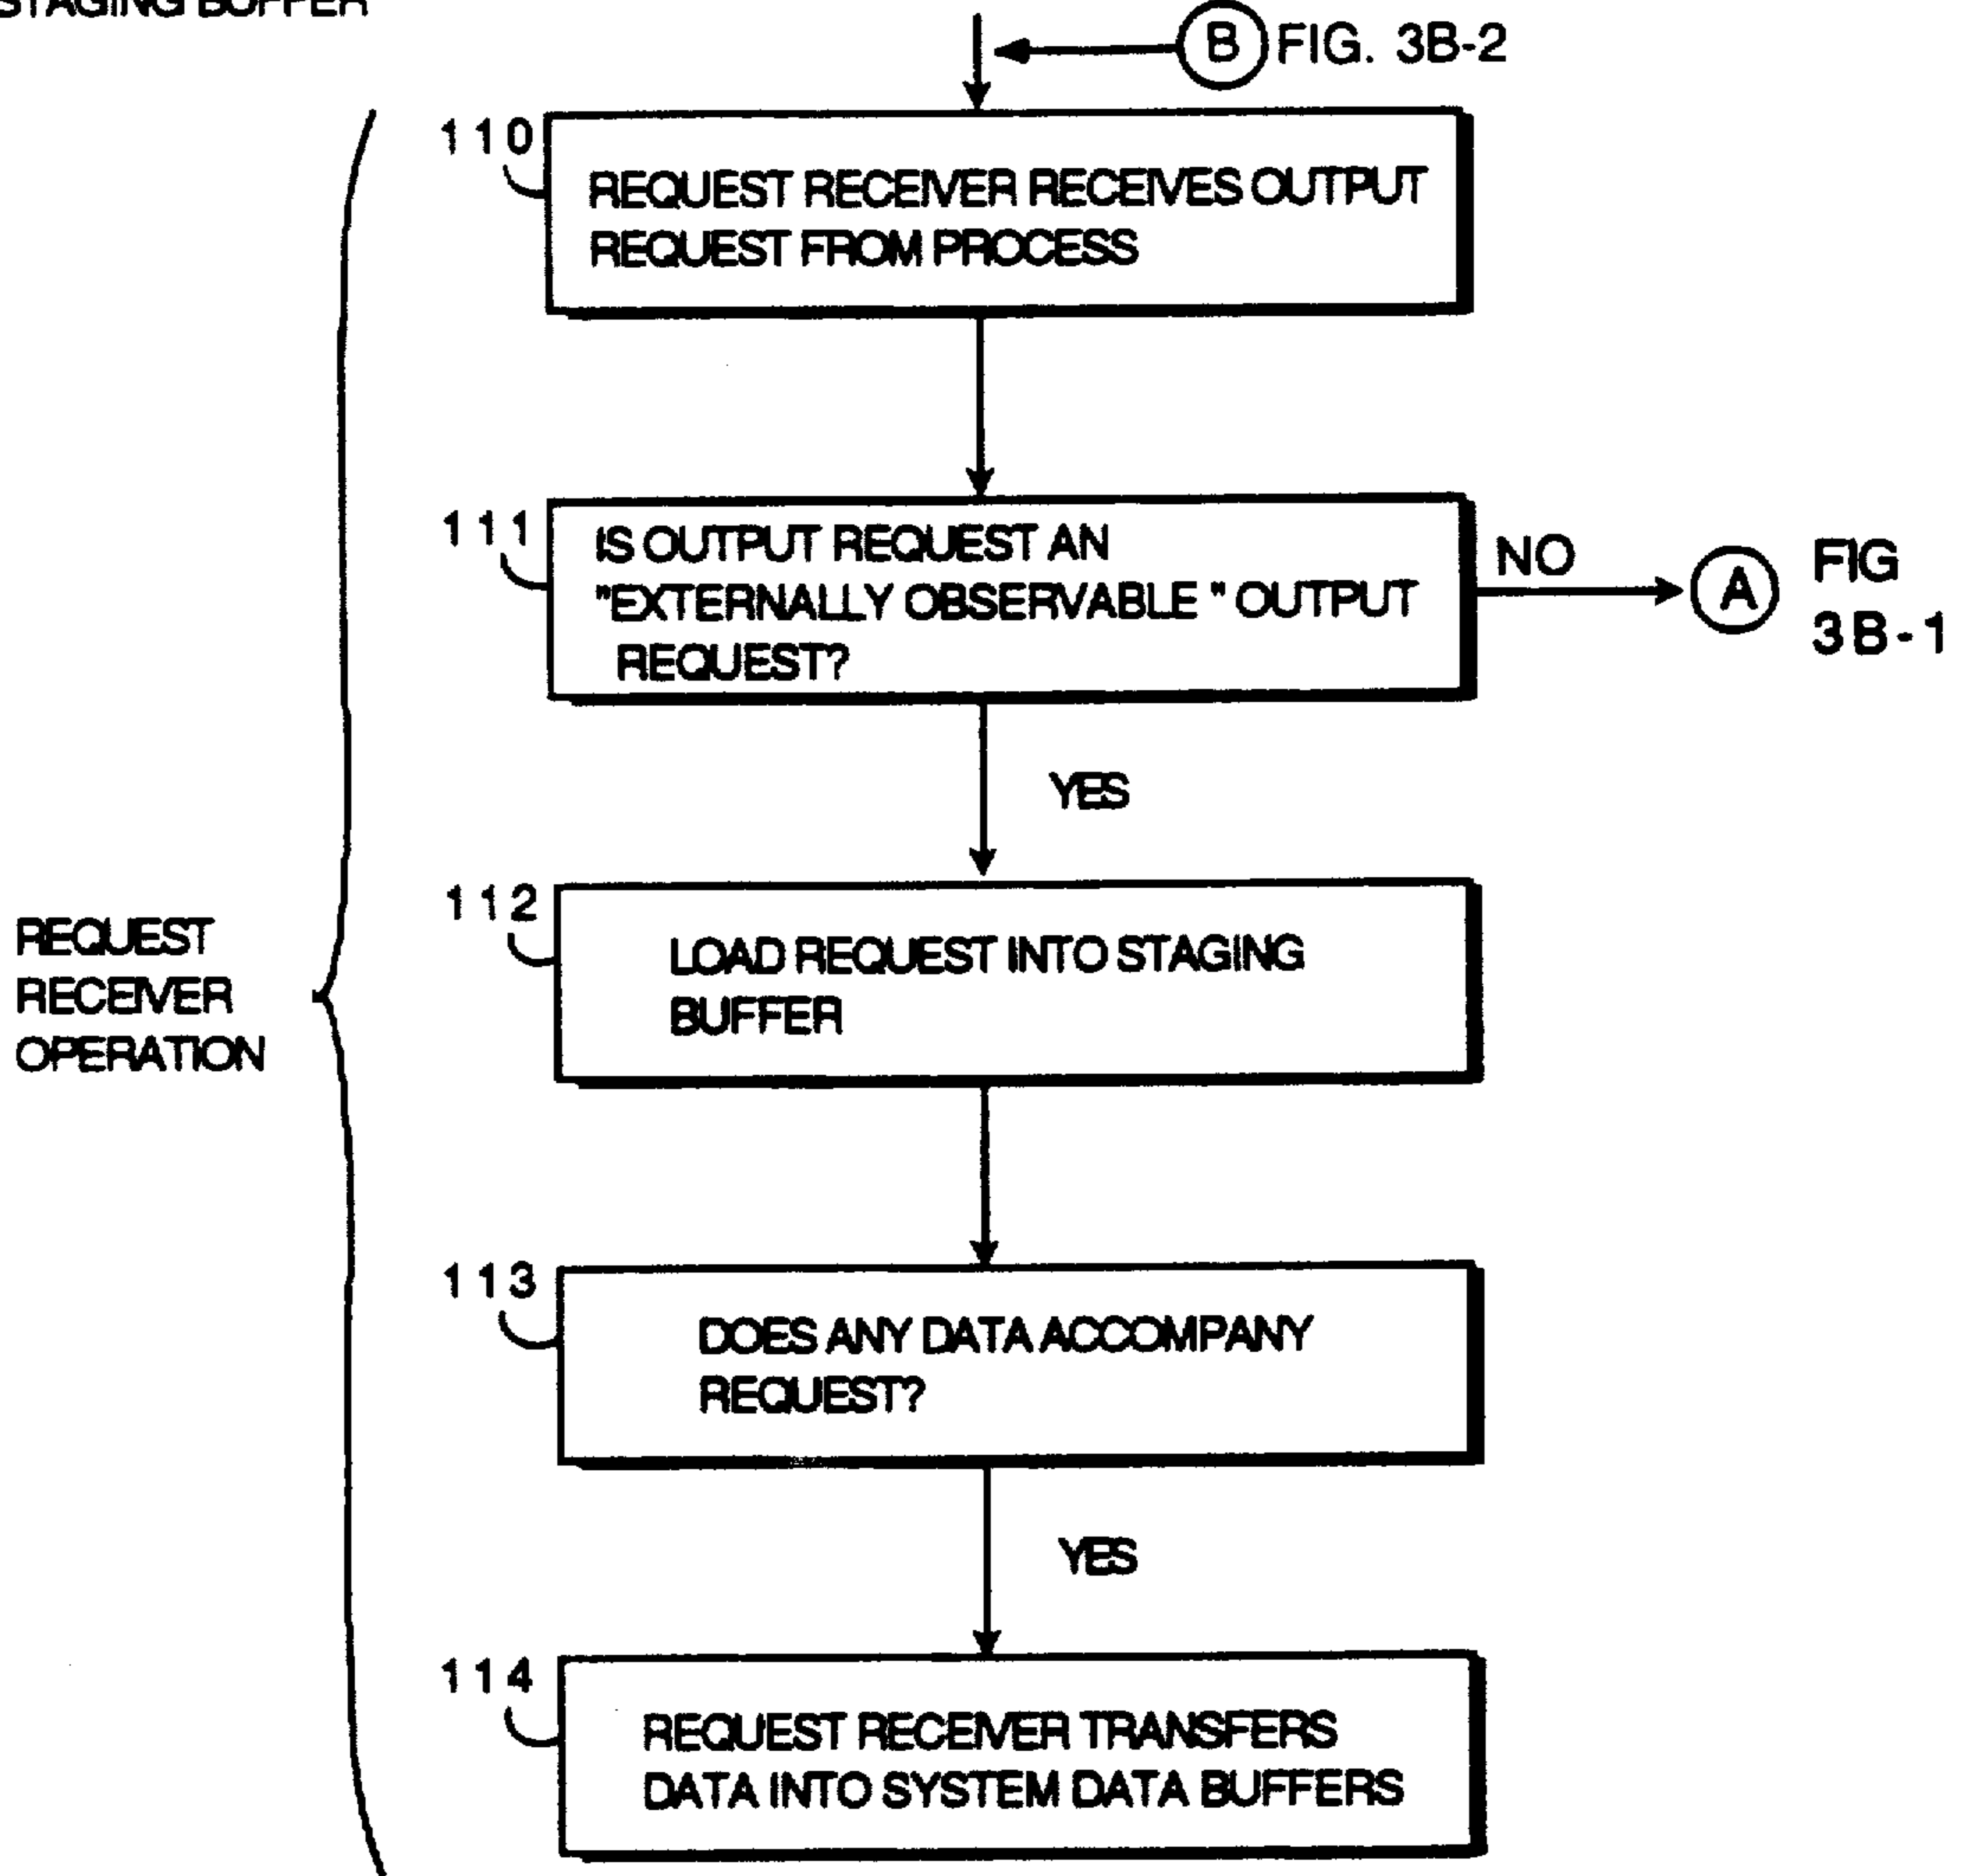 STAGING BUFFER
B FIG. 3B-2
110
REQUEST RECEIVER RECEIVES OUTPUT
REQUEST FROM PROCESS
111
IS OUTPUT REQUEST AN
"EXTERNALLY OBSERVABLE " OUTPUT
REQUEST?
NO
A
FIG
3B-1
YES
112
LOAD REQUEST INTO STAGING
BUFFER
REQUEST
RECEIVER
OPERATION
113
DOES ANY DATA ACCOMPANY
REQUEST?
YES
114
REQUEST RECEIVER TRANSFERS
DATA INTO SYSTEM DATA BUFFERS